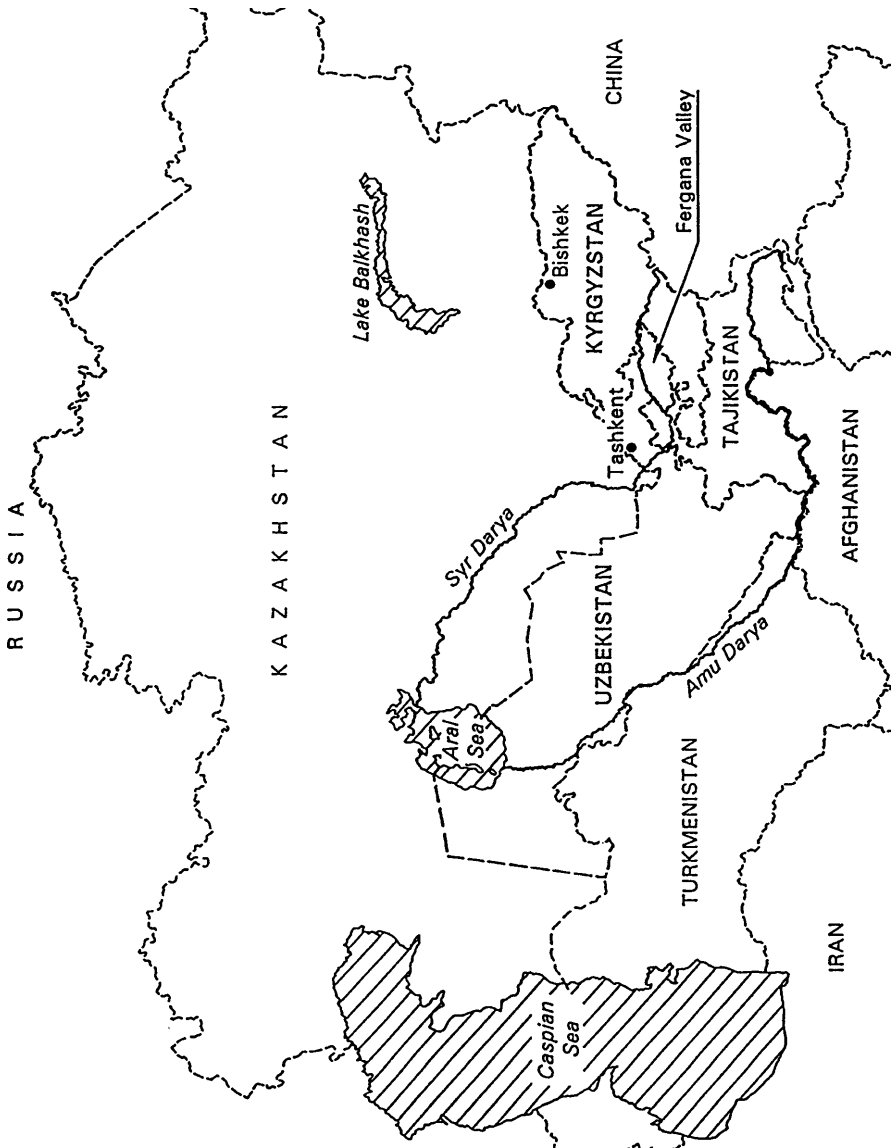 RUSSIA
KAZAKHSTAN
Lake Balkhash
CHINA
Aral
Sea
Syr Darya
Bishkek
KYRGYZSTAN
Tashkent
Fergana Valley
Caspian
Sea
UZBEKISTAN
Amu Darya
TAJIKISTAN
TURKMENISTAN
IRAN
AFGHANISTAN